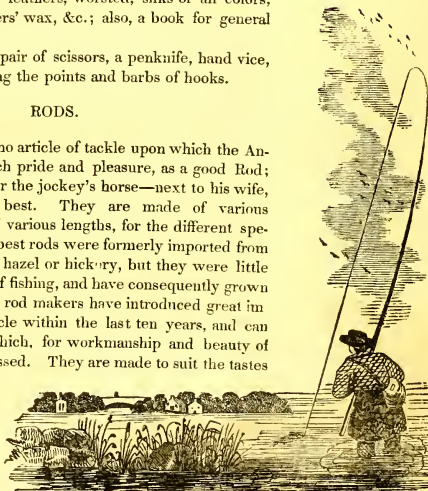 leathers, worsted, silks of all colors,
ers' wax, &c.; also, a book for general
pair of scissors, a penknife, hand vice,
ng the points and barbs of hooks.
RODS.
no article of tackle upon which the An-
ch pride and pleasure, as a good Rod;
r the jockey's horse—next to his wife,
best. They are made of various
various lengths, for the different spe-
best rods were formerly imported from
hazel or hickory, but they were little
f fishing, and have consequently grown
rod makers have introduced great im
cle within the last ten years, and can
hich, for workmanship and beauty of
ssed. They are made to suit the tastes